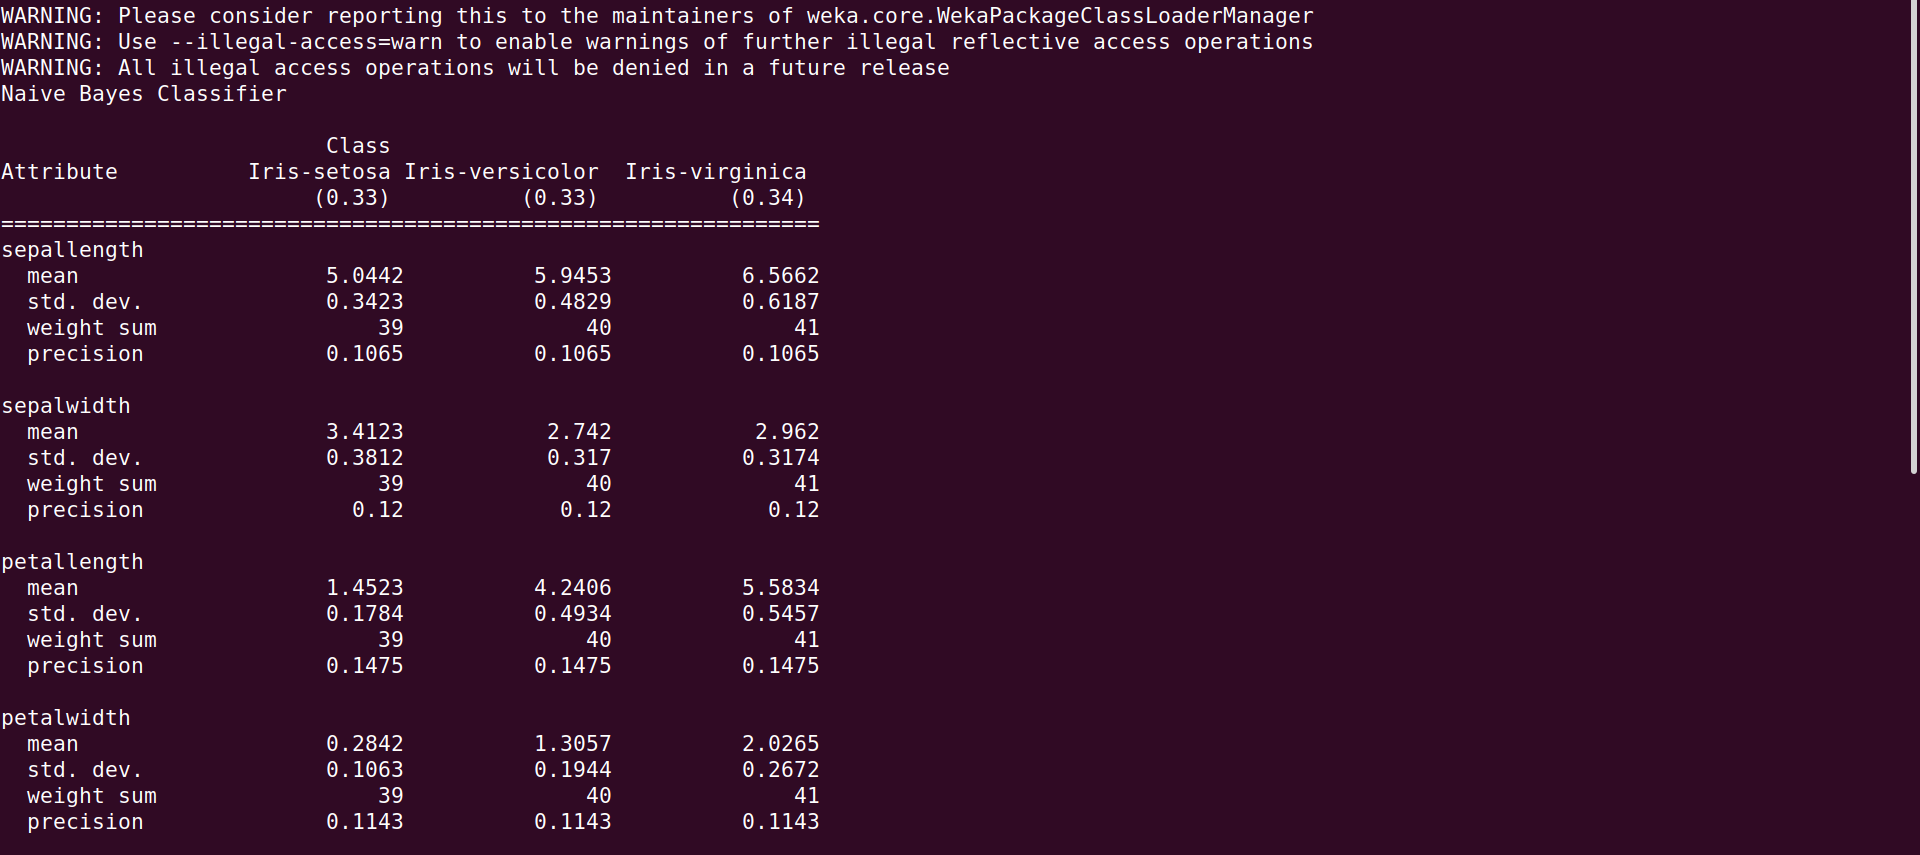 WARNING: Please consider reporting this to the maintainers of weka.core.WekaPackageClassLoaderManager
WARNING: Use --illegal-access=warn to enable warnings of further illegal reflective access operations
WARNING: All illegal access operations will be denied in a future release
Naive Bayes Classifier

                         Class
Attribute          Iris-setosa Iris-versicolor  Iris-virginica
                        (0.33)          (0.33)          (0.34)
===============================================================
sepallength
  mean                   5.0442          5.9453          6.5662
  std. dev.              0.3423          0.4829          0.6187
  weight sum                 39              40              41
  precision              0.1065          0.1065          0.1065

sepalwidth
  mean                   3.4123           2.742           2.962
  std. dev.              0.3812           0.317          0.3174
  weight sum                 39              40              41
  precision                0.12            0.12            0.12

petallength
  mean                   1.4523          4.2406          5.5834
  std. dev.              0.1784          0.4934          0.5457
  weight sum                 39              40              41
  precision              0.1475          0.1475          0.1475

petalwidth
  mean                   0.2842          1.3057          2.0265
  std. dev.              0.1063          0.1944          0.2672
  weight sum                 39              40              41
  precision              0.1143          0.1143          0.1143